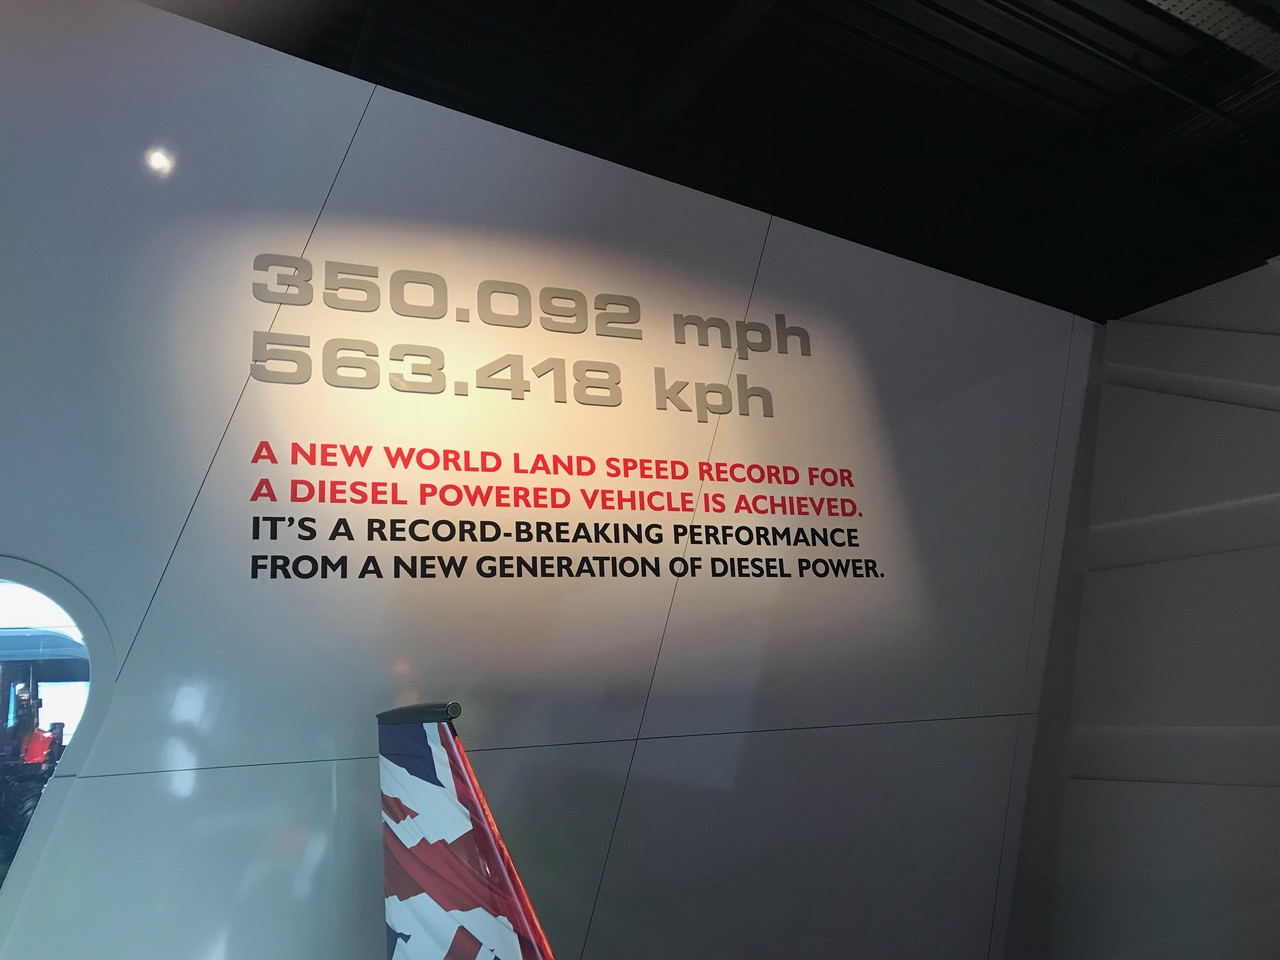 350.092 mph
563.418 kph
A NEW WORLD LAND SPEED RECORD FOR
A DIESEL POWERED VEHICLE IS ACHIEVED.
IT’S A RECORD-BREAKING PERFORMANCE
FROM A NEW GENERATION OF DIESEL POWER.